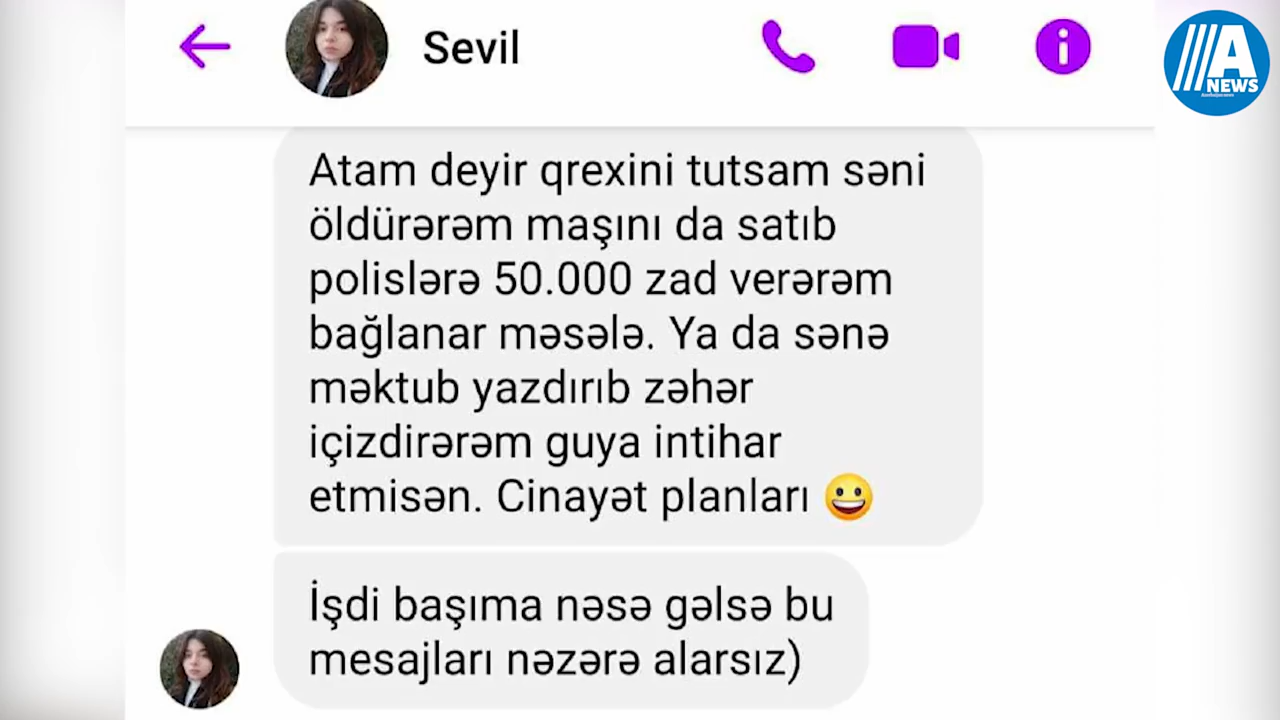 Sevil
A
NEWS
Atam deyir qrexini tutsam səni
öldürərəm maşını da satıb
polislərə 50.000 zad verərəm
bağlanar məsələ. Ya da sənə
məktub yazdırıb zəhər
içizdirərəm guya intihar
etmisən. Cinayət planları 😀
İşdi başıma nəsə gəlsə bu
mesajları nəzərə alarsız)